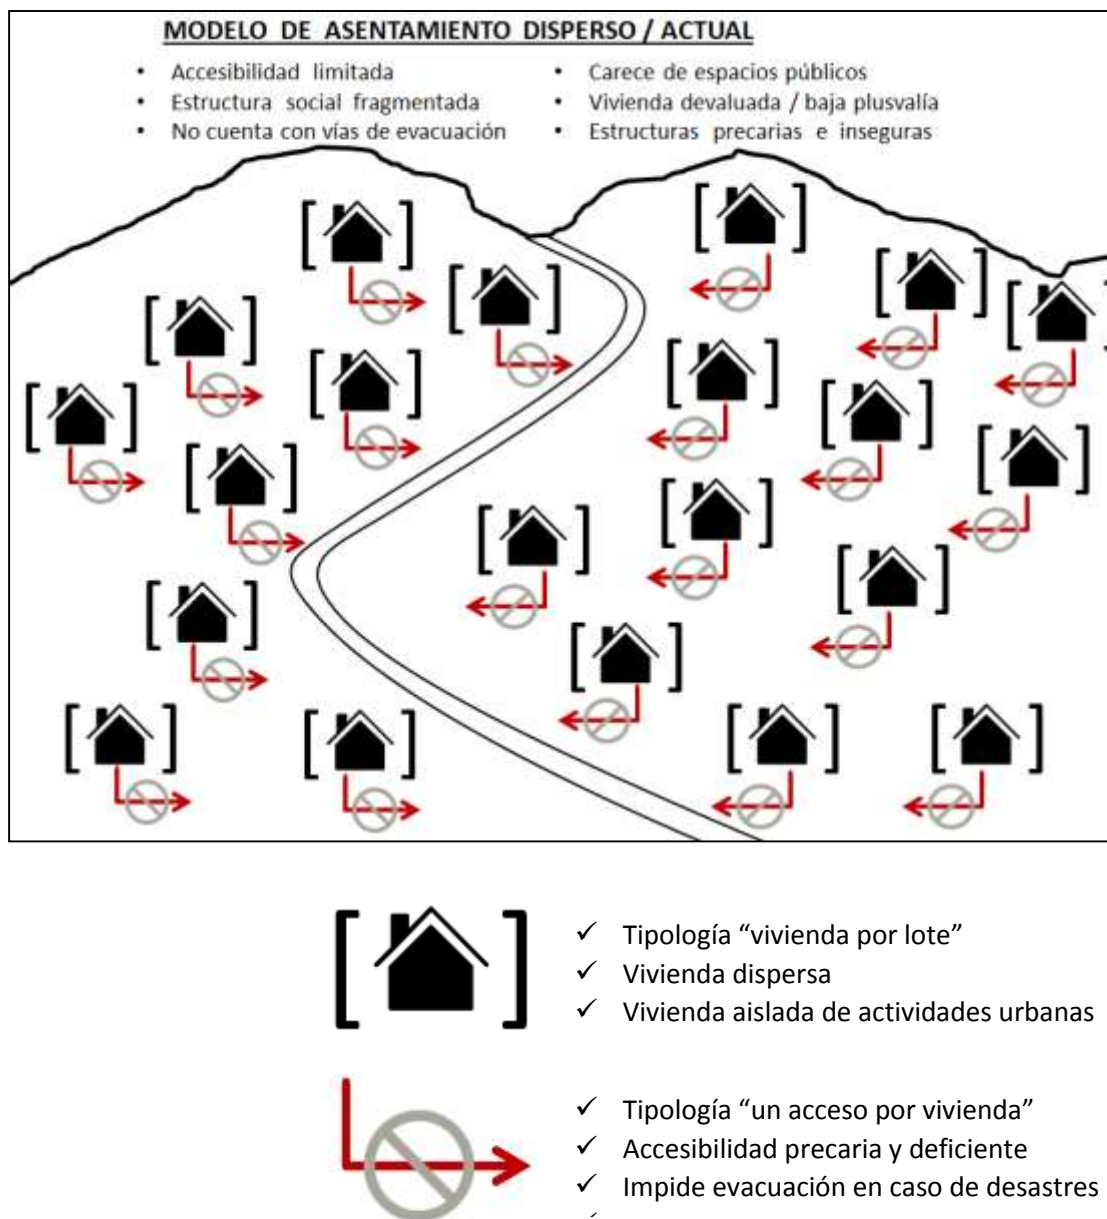 MODELO DE ASENTAMIENTO DISPERSO / ACTUAL
• Accesibilidad limitada
• Estructura social fragmentada
• No cuenta con vías de evacuación
• Carece de espacios públicos
• Vivienda devaluada / baja plusvalía
• Estructuras precarias e inseguras
✓ Tipología “vivienda por lote”
✓ Vivienda dispersa
✓ Vivienda aislada de actividades urbanas
✓ Tipología “un acceso por vivienda”
✓ Accesibilidad precaria y deficiente
✓ Impide evacuación en caso de desastres